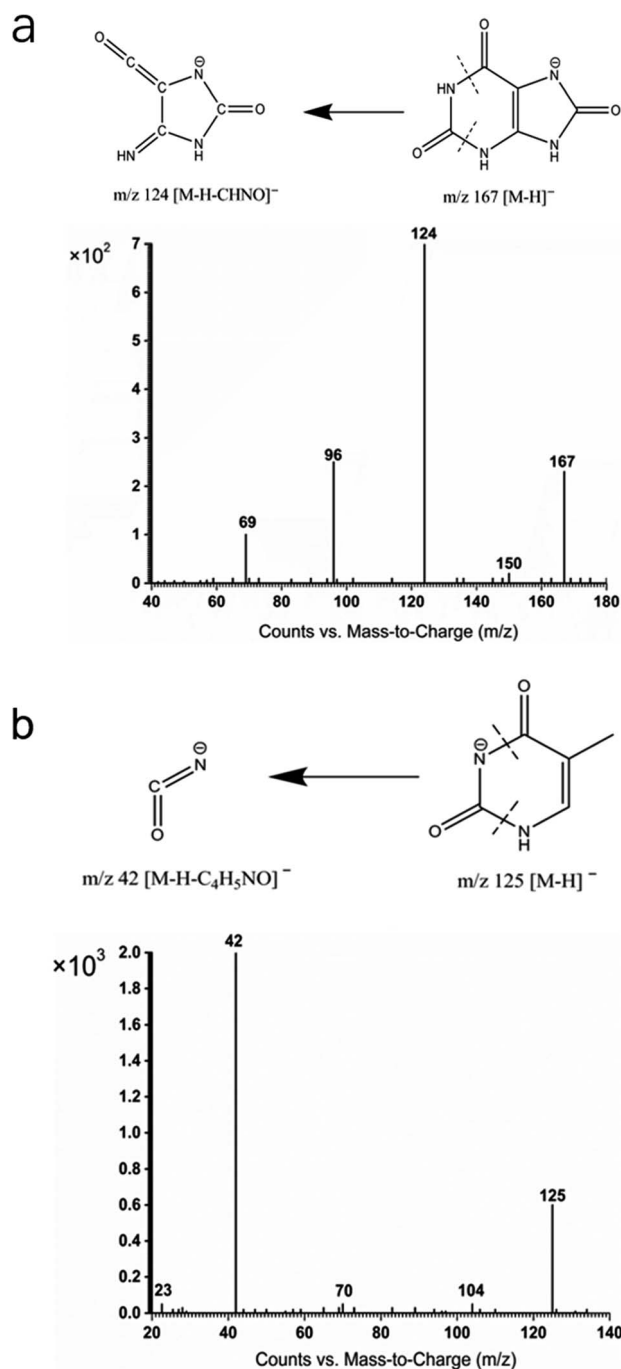 a
O
C
C
N
⊖
C
O
C
HN
NH
O
HN
O
NH
N
⊖
NH
O
m/z 124 [M-H-CHNO]⁻
m/z 167 [M-H]⁻
×10²
7
6
5
4
3
2
1
0
69
96
124
150
167
40 60 80 100 120 140 160 180
Counts vs. Mass-to-Charge (m/z)
b
⊖
N
C
O
O
⊖
N
O
N
H
m/z 42 [M-H-C₄H₅NO]⁻
m/z 125 [M-H]⁻
×10³
2.0
1.8
1.6
1.4
1.2
1.0
0.8
0.6
0.4
0.2
0.0
23
42
70
104
125
20 40 60 80 100 120 140
Counts vs. Mass-to-Charge (m/z)